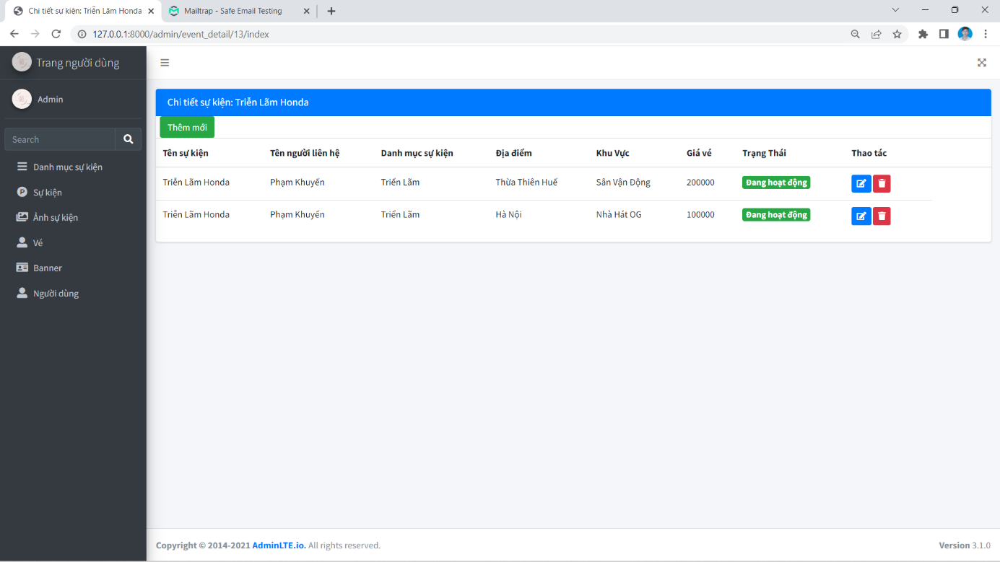 Chi tiết sự kiện: Triển Lãm Honda
Mailtrap - Safe Email Testing
127.0.0.1:8000/admin/event_detail/13/index
Trang người dùng
Admin
Search
Danh mục sự kiện
Sự kiện
Ảnh sự kiện
Vé
Banner
Người dùng
Chi tiết sự kiện: Triển Lãm Honda
Thêm mới
Tên sự kiện Tên người liên hệ Danh mục sự kiện Địa điểm Khu Vực Giá vé Trạng Thái Thao tác
Triển Lãm Honda Phạm Khuyến Triển Lãm Thừa Thiên Huế Sân Vận Động 200000 Đang hoạt động
Triển Lãm Honda Phạm Khuyến Triển Lãm Hà Nội Nhà Hát OG 100000 Đang hoạt động
Copyright © 2014-2021 AdminLTE.io. All rights reserved.
Version 3.1.0